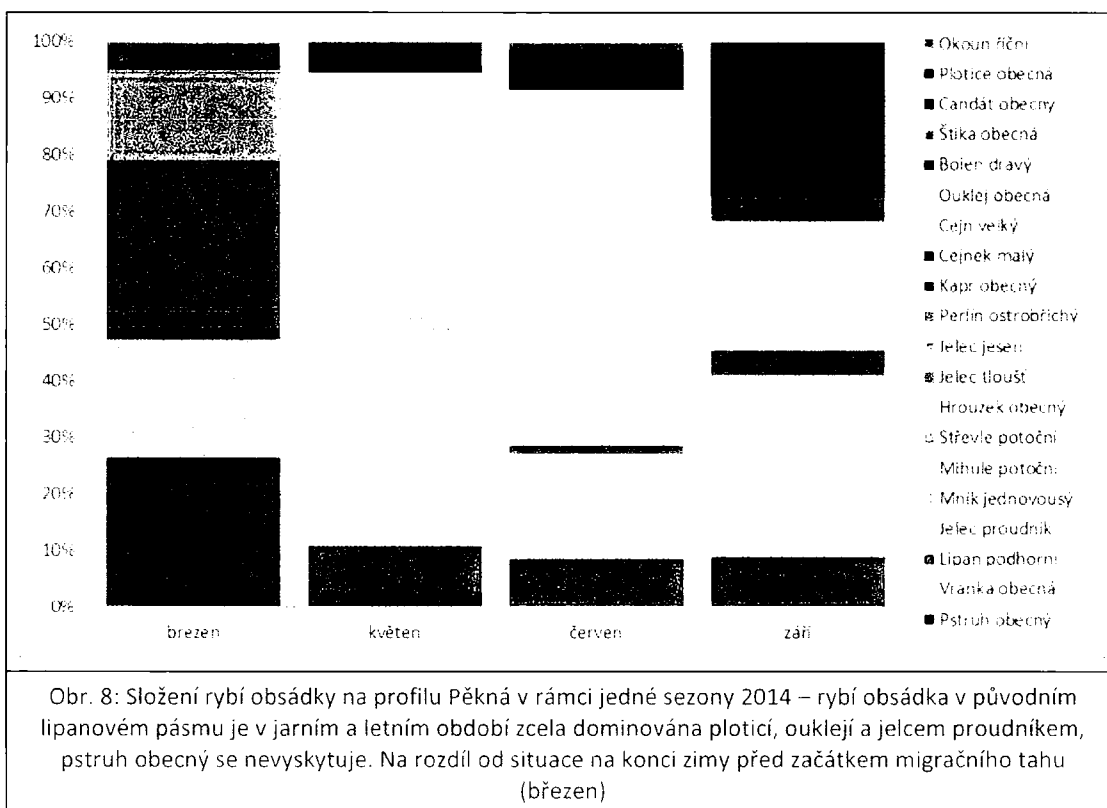 100%
90%
80%
70%
60%
50%
40%
30%
20%
10%
0%
březen
květen
červen
září
Okoun říční
Plotice obecná
Candát obecný
Štika obecná
Bolen dravý
Ouklej obecná
Cejn velký
Cejnek malý
Kapr obecný
Perlín ostrobřichý
Jelec jesen
Jelec tloušť
Hrouzek obecný
Střevle potoční
Mihule potoční
Mník jednovousý
Jelec proudník
Lipan podhorní
Vranka obecná
Pstruh obecný
Obr. 8: Složení rybí obsádky na profilu Pěkná v rámci jedné sezony 2014 – rybí obsádka v původním
lipanovém pásmu je v jarním a letním období zcela dominována ploticí, ouklejí a jelcem proudníkem,
pstruh obecný se nevyskytuje. Na rozdíl od situace na konci zimy před začátkem migračního tahu
(březen)